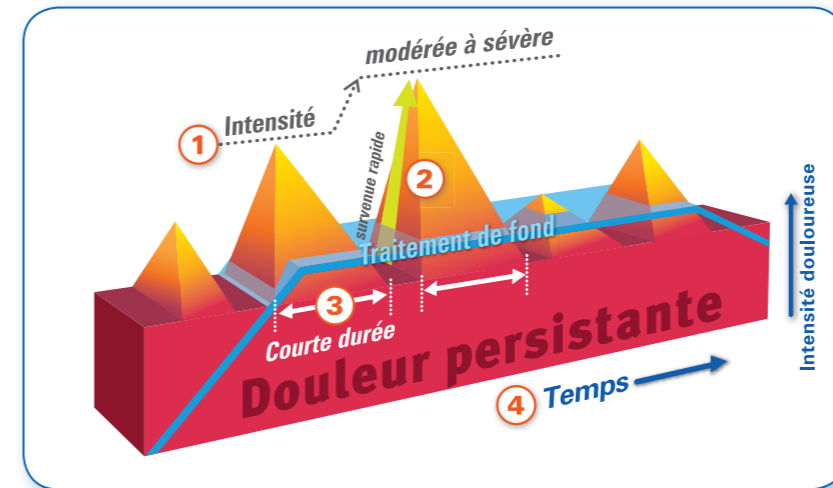 modérée à sévère
1 Intensité
survenue rapide
2
Traitement de fond
3
Courte durée
Douleur persistante
4 Temps
Intensité douloureuse